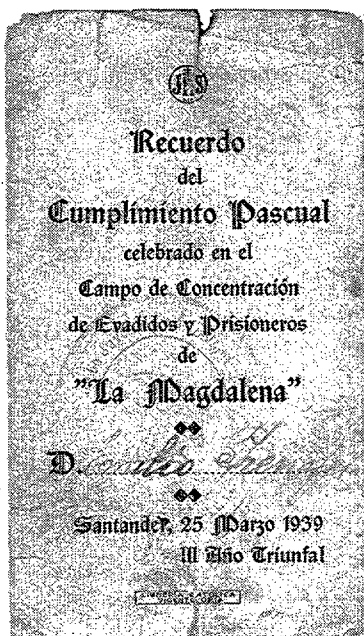 JHS
Recuerdo
del
Cumplimiento Pascual
celebrado en el
Campo de Concentración
de Evadidos y Prisioneros
de
"La Magdalena"
D.
Santander, 25 Marzo 1939
III Año Triunfal